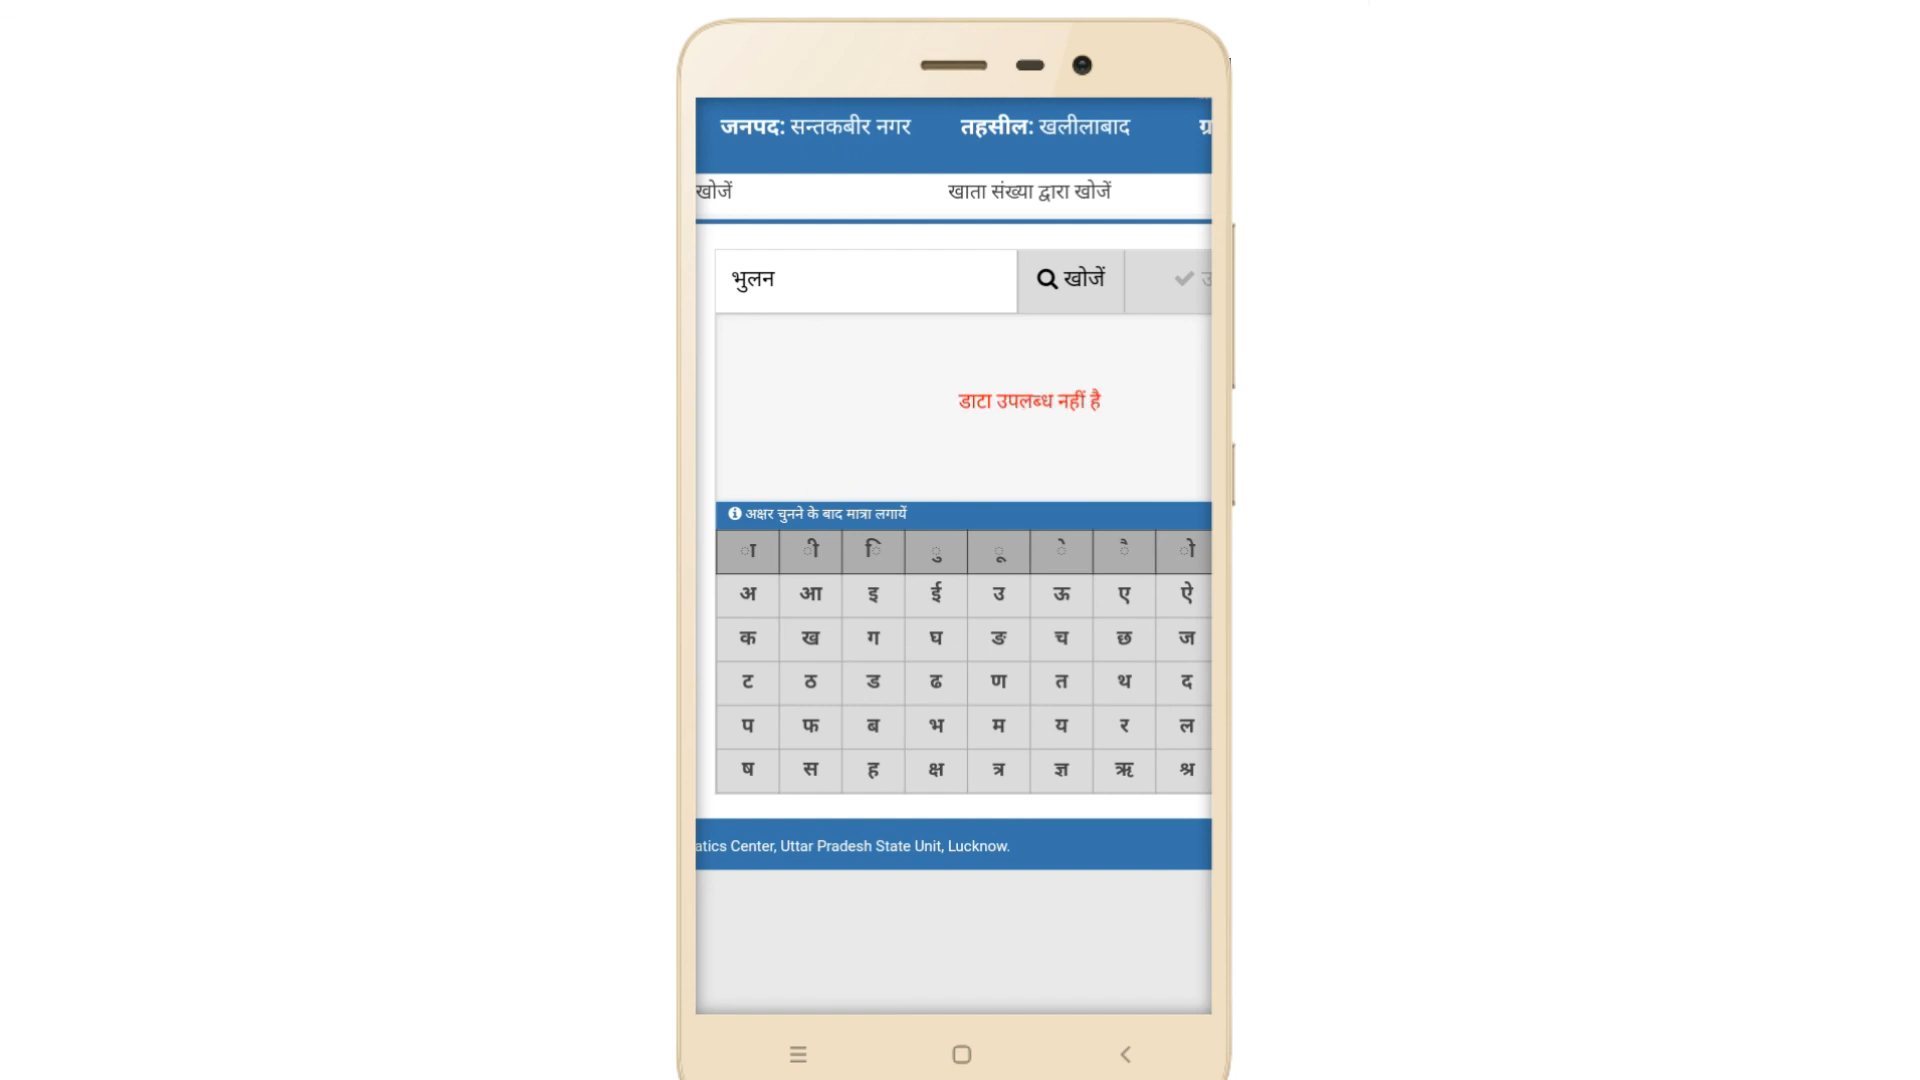 जनपद: सन्तकबीर नगर तहसील: खलीलाबाद ग्र
खोजें खाता संख्या द्वारा खोजें
भुलन खोजें उ
डाटा उपलब्ध नहीं है
अक्षर चुनने के बाद मात्रा लगायें
ा ी ि ु ू े ै ो
अ आ इ ई उ ऊ ए ऐ
क ख ग घ ङ च छ ज
ट ठ ड ढ ण त थ द
प फ ब भ म य र ल
ष स ह क्ष त्र ज्ञ ऋ श्र
atics Center, Uttar Pradesh State Unit, Lucknow.